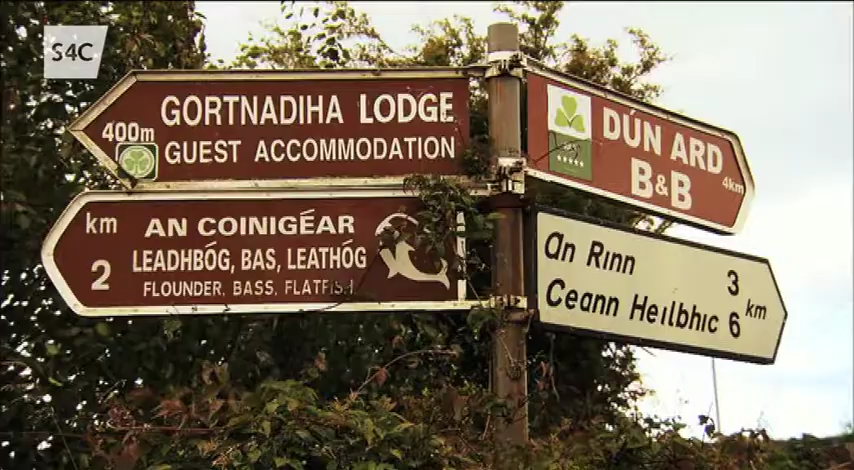 S4C
GORTNADIHA LODGE
400m
GUEST ACCOMMODATION
DÚN ARD
B&B
4km
km
2
AN COINIGÉAR
LEADHBÓG, BAS, LEATHÓG
FLOUNDER, BASS, FLATFISH
An Rinn 3
Ceann Heilbhic 6
km